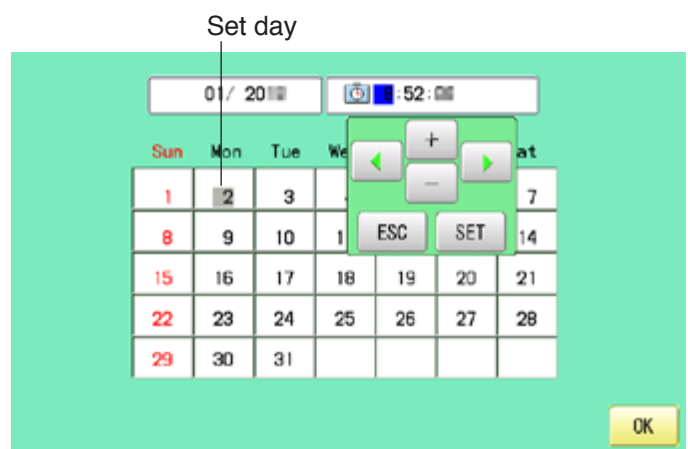 Set day
01/ 20
:52:
Sun Mon Tue at
+
−
1 2 3 7
ESC SET
8 9 10 14
15 16 17 18 19 20 21
22 23 24 25 26 27 28
29 30 31
OK